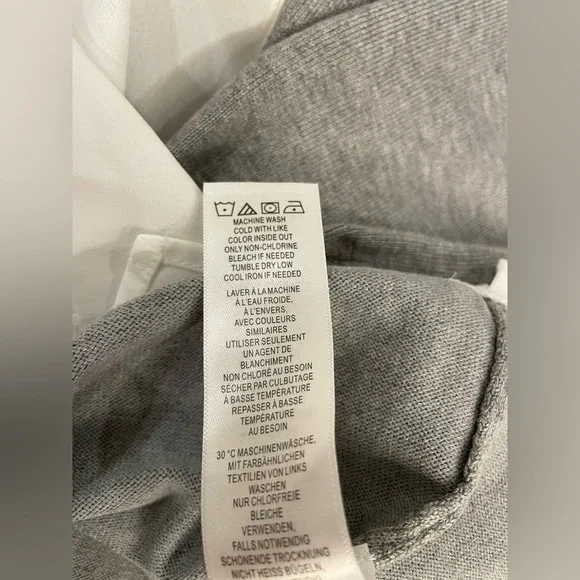 MACHINE WASH
COLD WITH LIKE
COLOR INSIDE OUT
ONLY NON-CHLORINE
BLEACH IF NEEDED
TUMBLE DRY LOW
COOL IRON IF NEEDED
LAVER À LA MACHINE
À L'EAU FROIDE,
À L'ENVERS,
AVEC COULEURS
SIMILAIRES
UTILISER SEULEMENT
UN AGENT DE
BLANCHIMENT
NON CHLORÉ AU BESOIN
SÉCHER PAR CULBUTAGE
À BASSE TEMPÉRATURE
REPASSER À BASSE
TEMPÉRATURE
AU BESOIN
30 °C MASCHINENWÄSCHE,
MIT FARBÄHNLICHEN
TEXTILIEN VON LINKS
WASCHEN
NUR CHLORFREIE
BLEICHE
VERWENDEN,
FALLS NOTWENDIG
SCHONENDE TROCKNUNG
NICHT HEISS BÜGELN,